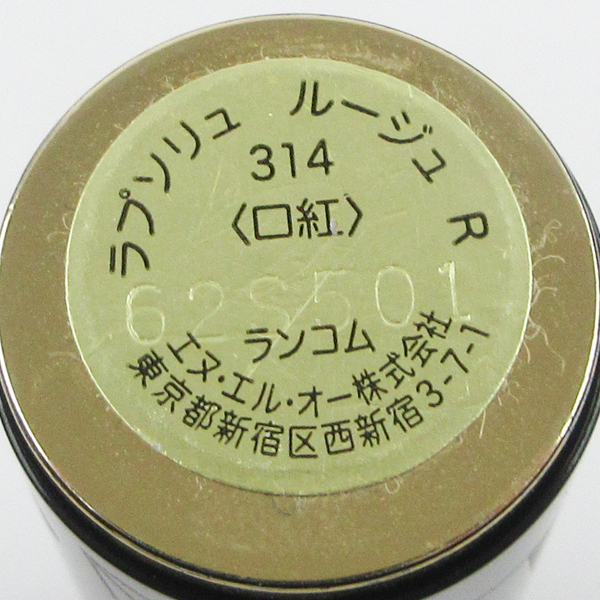 ラプソリュ ルージュ R
314
〈口紅〉
62S501
ランコム
エヌ・エル・オー株式会社
東京都新宿区西新宿3-7-1